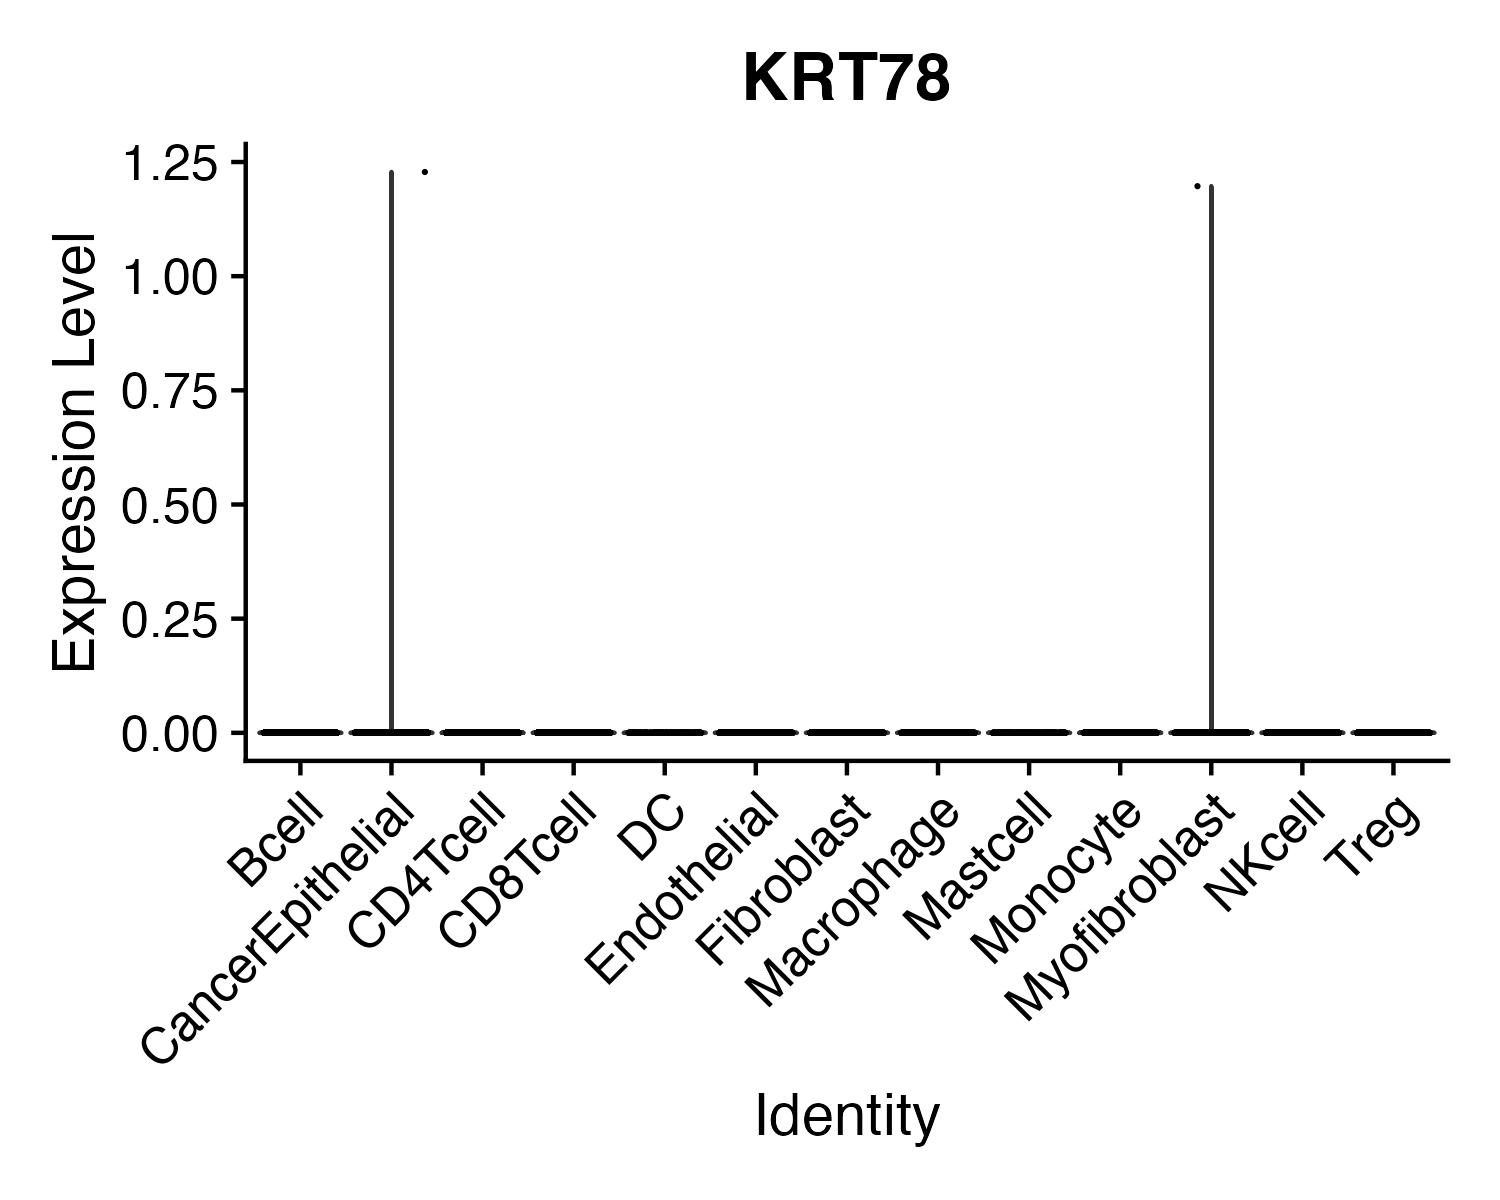 KRT78
Expression Level
1.25
1.00
0.75
0.50
0.25
0.00
Bcell
CancerEpithelial
CD4Tcell
CD8Tcell
DC
Endothelial
Fibroblast
Macrophage
Mastcell
Monocyte
Myofibroblast
NKcell
Treg
Identity